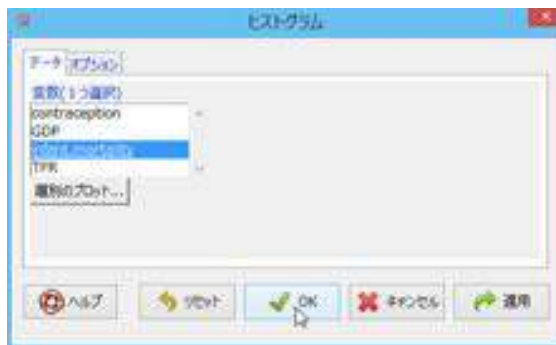 ヒストグラム
データ オプション
変数(1つ選択)
contraception
GDP
infant.mortality
TFR
層別のプロット...
ヘルプ リセット OK キャンセル 適用